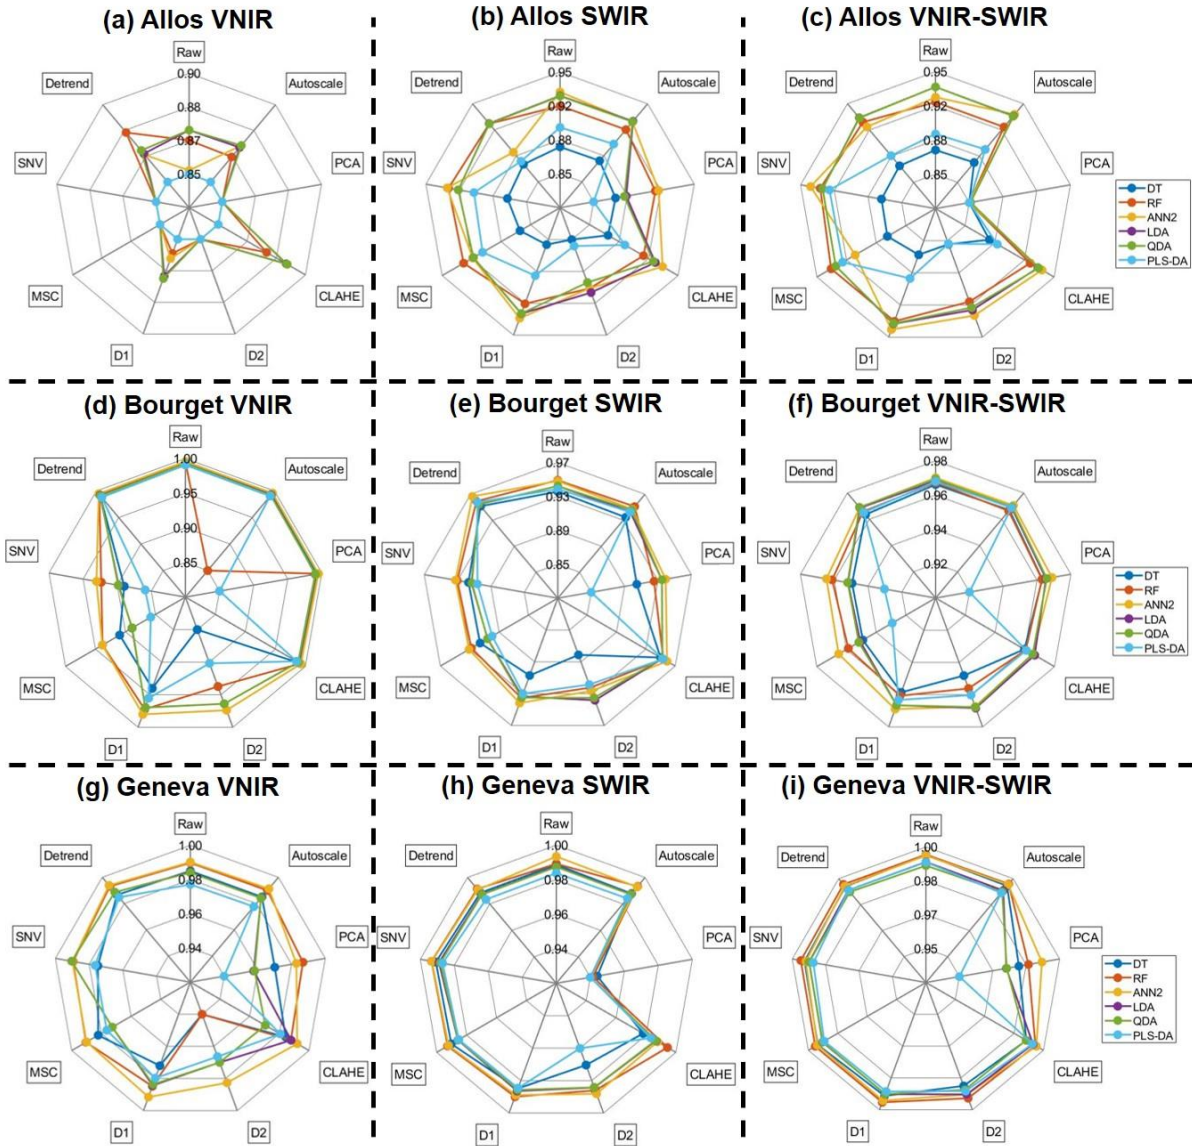 (a) Allos VNIR
(b) Allos SWIR
(c) Allos VNIR-SWIR
Raw
0.90
0.88
0.87
0.85
Autoscale
PCA
CLAHE
D2
D1
MSC
SNV
Detrend
Raw
0.95
0.92
0.88
0.85
Autoscale
PCA
CLAHE
D2
D1
MSC
SNV
Detrend
Raw
0.95
0.92
0.88
0.85
Autoscale
PCA
CLAHE
D2
D1
MSC
SNV
Detrend
DT
RF
ANN2
LDA
QDA
PLS-DA
(d) Bourget VNIR
(e) Bourget SWIR
(f) Bourget VNIR-SWIR
Raw
1.00
0.95
0.90
0.85
Autoscale
PCA
CLAHE
D2
D1
MSC
SNV
Detrend
Raw
0.97
0.93
0.89
0.85
Autoscale
PCA
CLAHE
D2
D1
MSC
SNV
Detrend
Raw
0.98
0.96
0.94
0.92
Autoscale
PCA
CLAHE
D2
D1
MSC
SNV
Detrend
DT
RF
ANN2
LDA
QDA
PLS-DA
(g) Geneva VNIR
(h) Geneva SWIR
(i) Geneva VNIR-SWIR
Raw
1.00
0.98
0.96
0.94
Autoscale
PCA
CLAHE
D2
D1
MSC
SNV
Detrend
Raw
1.00
0.98
0.96
0.94
Autoscale
PCA
CLAHE
D2
D1
MSC
SNV
Detrend
Raw
1.00
0.98
0.97
0.95
Autoscale
PCA
CLAHE
D2
D1
MSC
SNV
Detrend
DT
RF
ANN2
LDA
QDA
PLS-DA